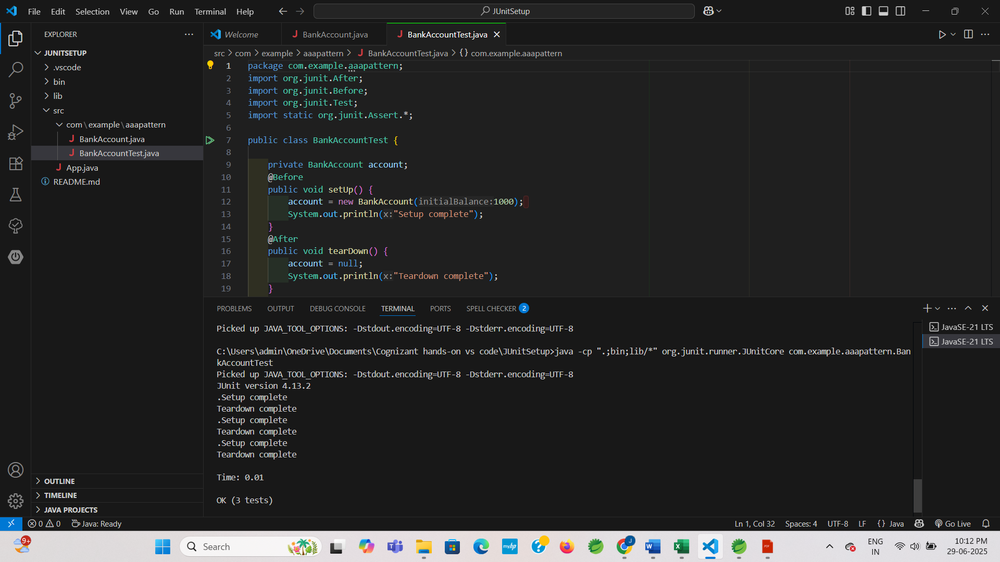 File Edit Selection View Go Run Terminal Help
JUnitSetup
EXPLORER
JUNITSETUP
.vscode
bin
lib
src
com\example\aaapattern
J BankAccount.java
J BankAccountTest.java
J App.java
README.md
OUTLINE
TIMELINE
JAVA PROJECTS
Welcome
J BankAccount.java
J BankAccountTest.java
src > com > example > aaapattern > J BankAccountTest.java > {} com.example.aaapattern
1 package com.example.aaapattern;
2 import org.junit.After;
3 import org.junit.Before;
4 import org.junit.Test;
5 import static org.junit.Assert.*;
6
7 public class BankAccountTest {
8
9 private BankAccount account;
10 @Before
11 public void setUp() {
12 account = new BankAccount(initialBalance:1000);
13 System.out.println(x:"Setup complete");
14 }
15 @After
16 public void tearDown() {
17 account = null;
18 System.out.println(x:"Teardown complete");
19 }
PROBLEMS OUTPUT DEBUG CONSOLE TERMINAL PORTS SPELL CHECKER 2
Picked up JAVA_TOOL_OPTIONS: -Dstdout.encoding=UTF-8 -Dstderr.encoding=UTF-8
C:\Users\admin\OneDrive\Documents\Cognizant hands-on vs code\JUnitSetup>java -cp ".;bin;lib/*" org.junit.runner.JUnitCore com.example.aaapattern.Ban
kAccountTest
Picked up JAVA_TOOL_OPTIONS: -Dstdout.encoding=UTF-8 -Dstderr.encoding=UTF-8
JUnit version 4.13.2
.Setup complete
Teardown complete
.Setup complete
Teardown complete
.Setup complete
Teardown complete
Time: 0.01
OK (3 tests)
JavaSE-21 LTS
JavaSE-21 LTS
0 0 Java: Ready
Ln 1, Col 32 Spaces: 4 UTF-8 LF {} Java Go Live
9+
Search
myhp
J
W
X
PDF
ENG
IN
10:12 PM
29-06-2025